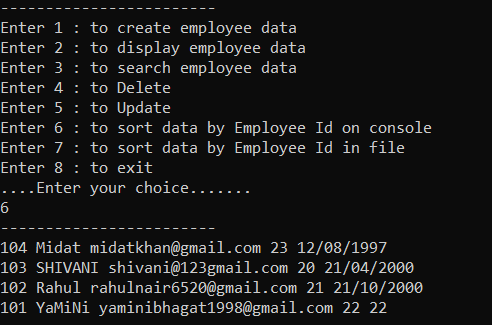 ------------------------
Enter 1 : to create employee data
Enter 2 : to display employee data
Enter 3 : to search employee data
Enter 4 : to Delete
Enter 5 : to Update
Enter 6 : to sort data by Employee Id on console
Enter 7 : to sort data by Employee Id in file
Enter 8 : to exit
....Enter your choice.......
6
------------------------
104 Midat midatkhan@gmail.com 23 12/08/1997
103 SHIVANI shivani@123gmail.com 20 21/04/2000
102 Rahul rahulnair6520@gmail.com 21 21/10/2000
101 YaMiNi yaminibhagat1998@gmail.com 22 22